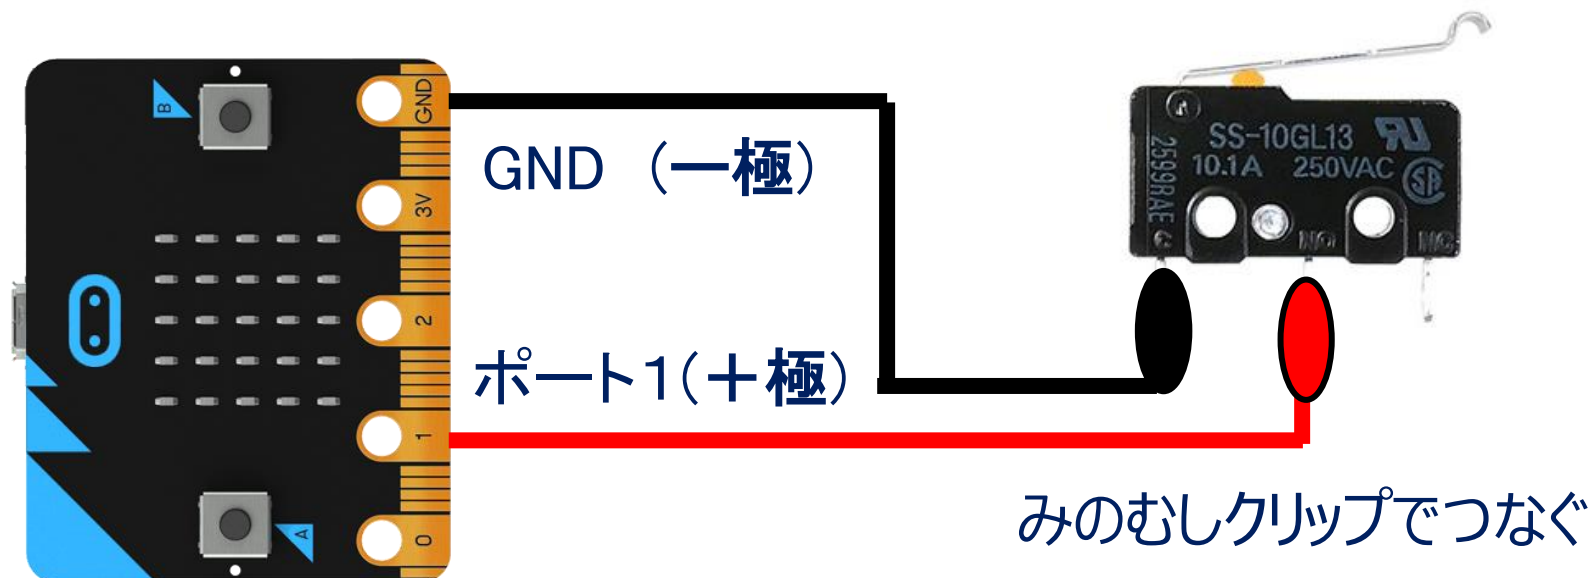 B
GND
3V
2
1
0
A
GND (ー極)
ポート1(＋極)
SS-10GL13
10.1A 250VAC
2599RAE
C
NO
NC
みのむしクリップでつなぐ